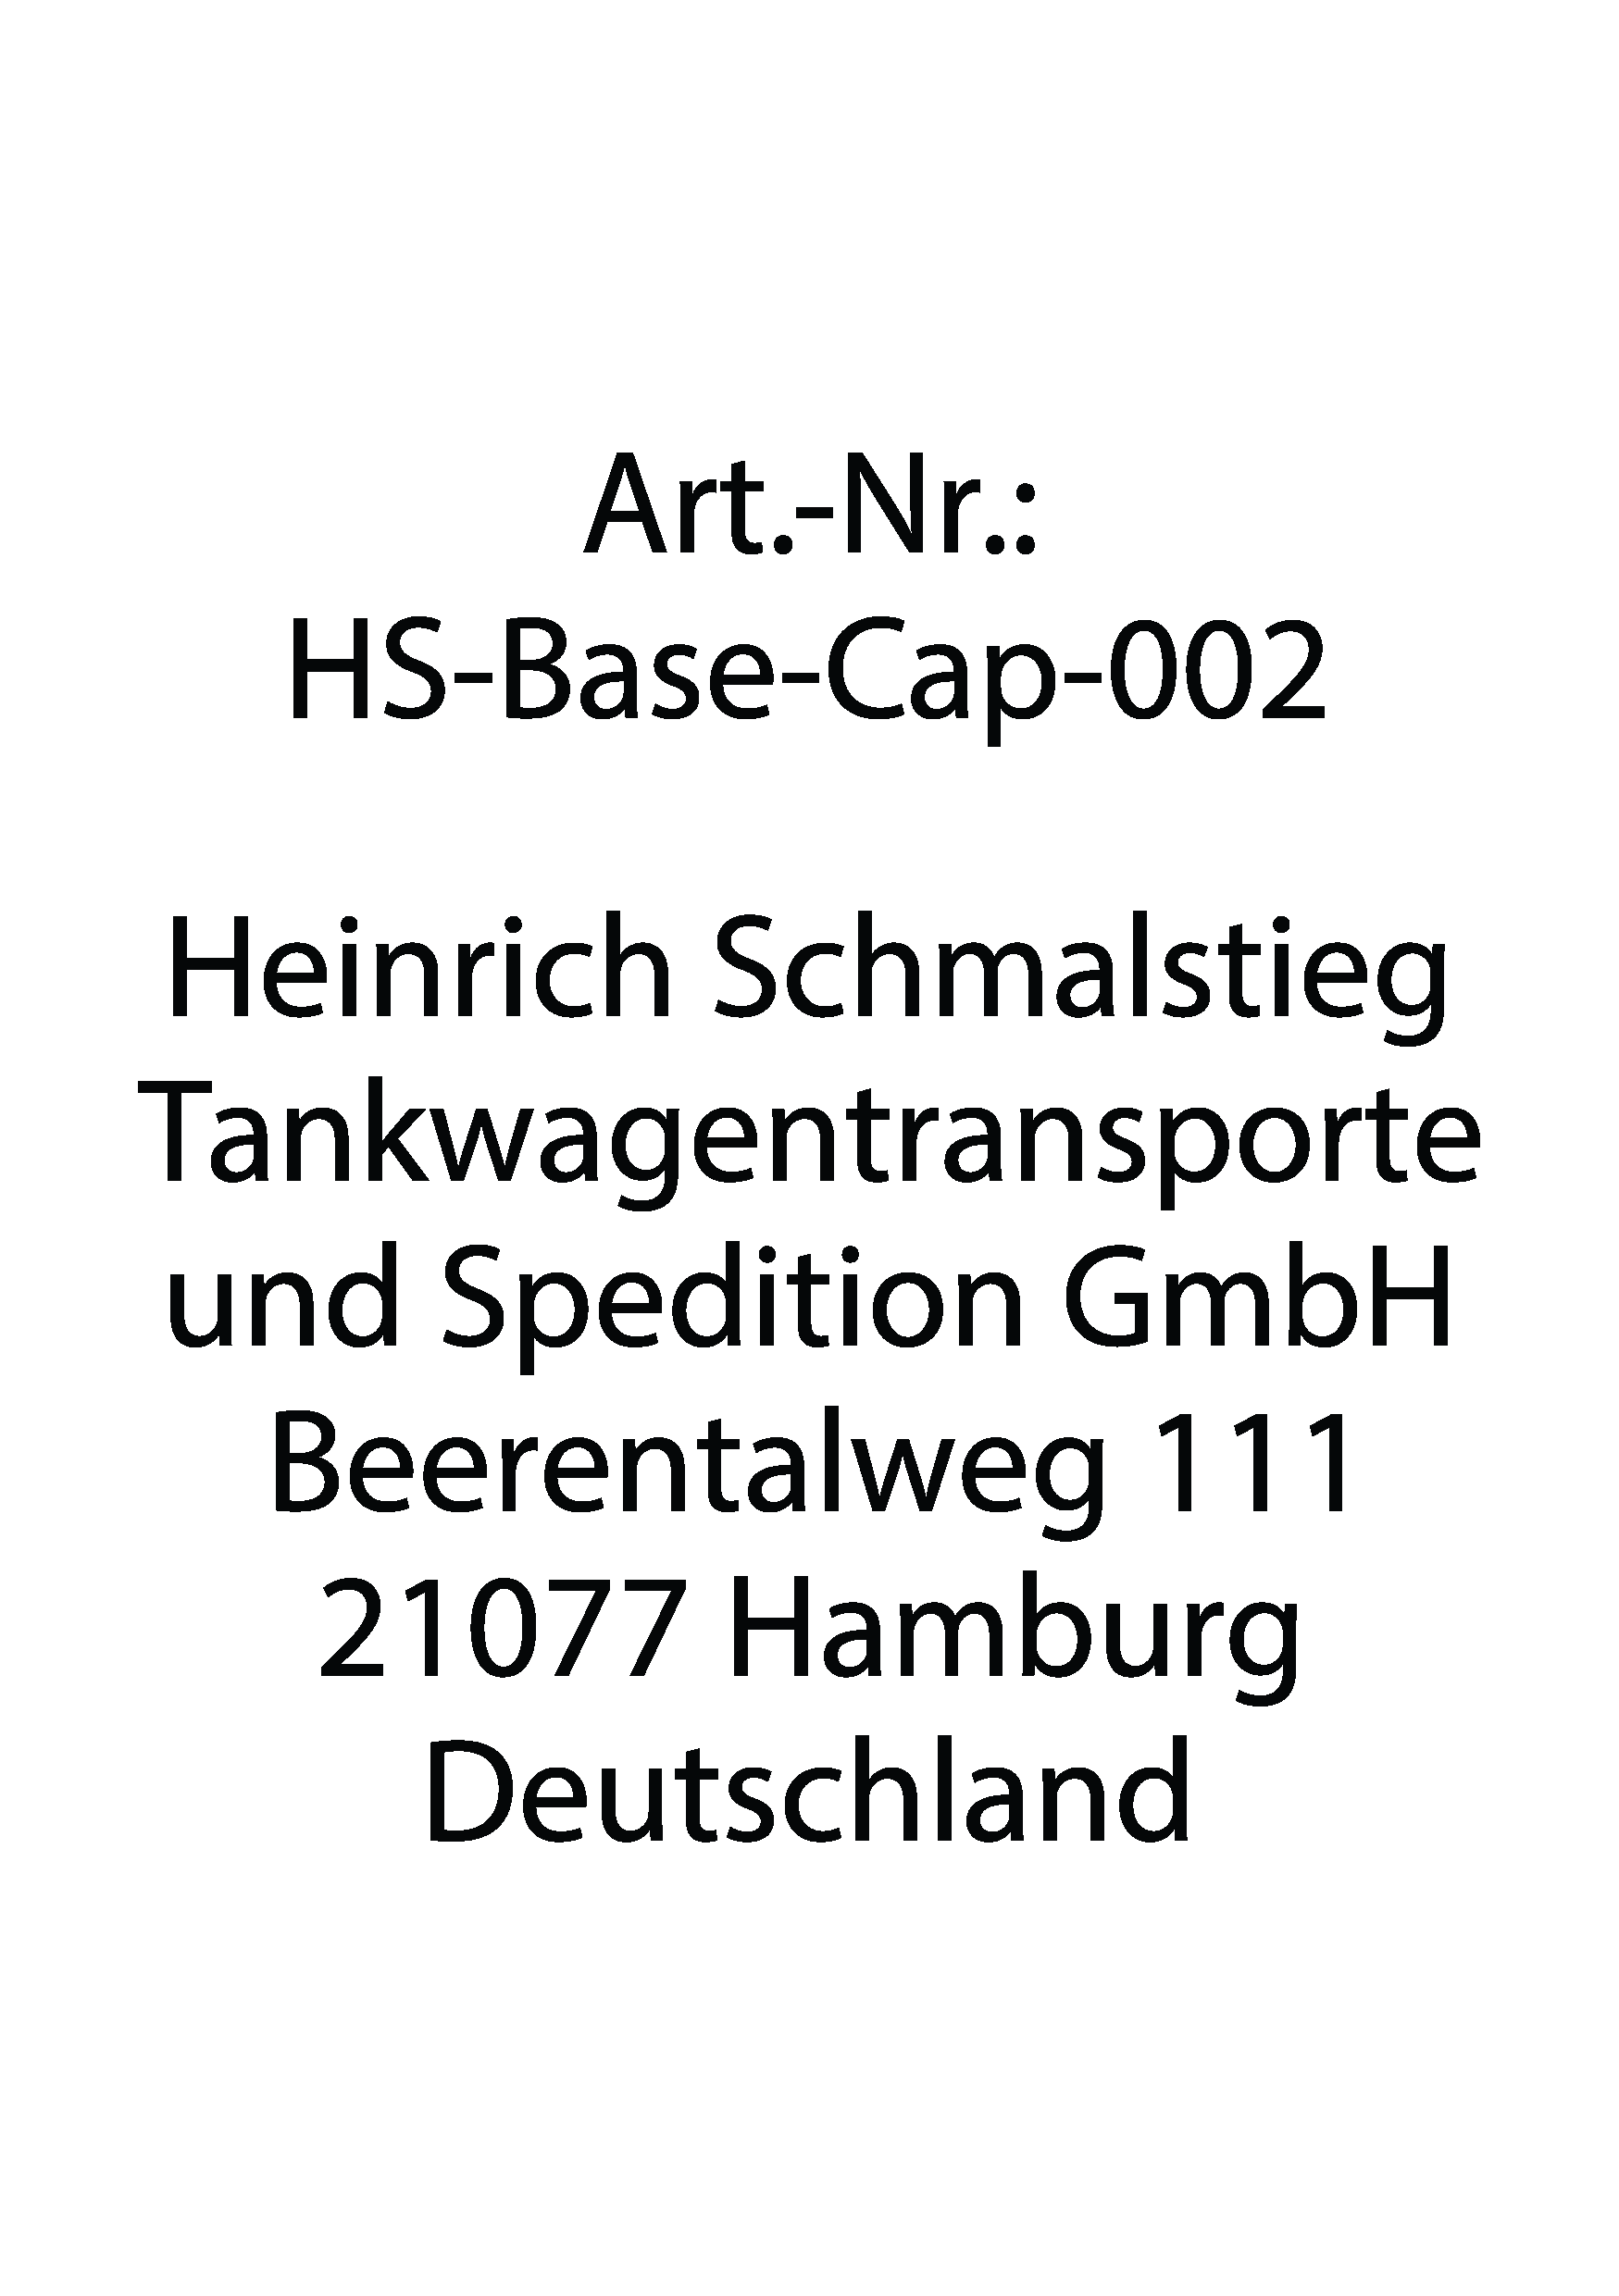 Art.-Nr.:
HS-Base-Cap-002
Heinrich Schmalstieg
Tankwagentransporte
und Spedition GmbH
Beerentalweg 111
21077 Hamburg
Deutschland